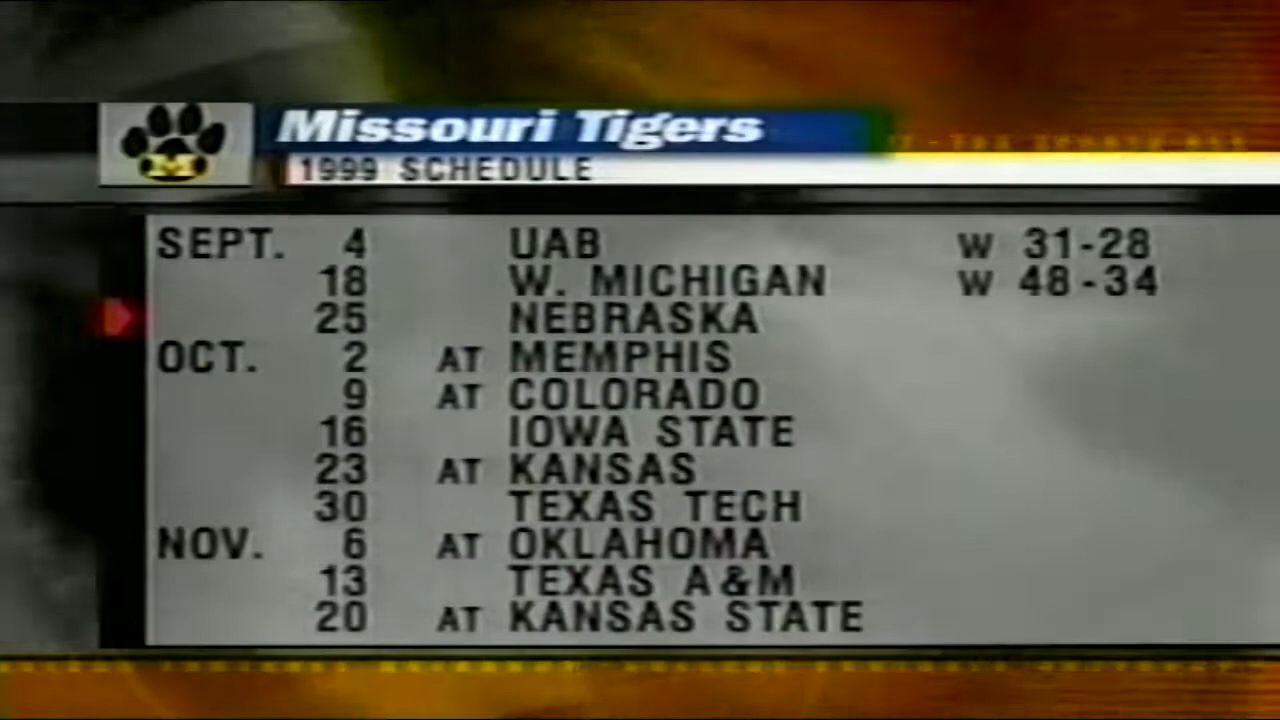 Missouri Tigers
1999 SCHEDULE
SEPT. 4 UAB W 31-28
18 W. MICHIGAN W 48-34
25 NEBRASKA
OCT. 2 AT MEMPHIS
9 AT COLORADO
16 IOWA STATE
23 AT KANSAS
30 TEXAS TECH
NOV. 6 AT OKLAHOMA
13 TEXAS A&M
20 AT KANSAS STATE